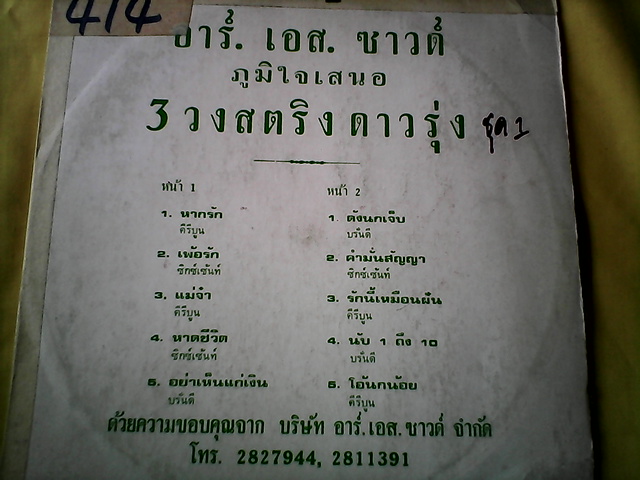 414
อาร์. เอส. ซาวด์
ภูมิใจเสนอ
3 วงสตริงดาวรุ่ง ชุด 1
หน้า 1
1. หากรัก
คีรีบูน
2. เพ้อรัก
ซิกซ์เซ้นท์
3. แม่จ๋า
คีรีบูน
4. หาดชีวิต
ซิกซ์เซ้นท์
5. อย่าเห็นแก่เงิน
บรั่นดี
หน้า 2
1. ดังนกเจ็บ
บรั่นดี
2. คำมั่นสัญญา
ซิกซ์เซ้นท์
3. รักนี้เหมือนฝัน
คีรีบูน
4. นับ 1 ถึง 10
บรั่นดี
5. โอ้นกน้อย
คีรีบูน
ด้วยความขอบคุณจาก บริษัท อาร์.เอส.ซาวด์ จำกัด
โทร. 2827944, 2811391